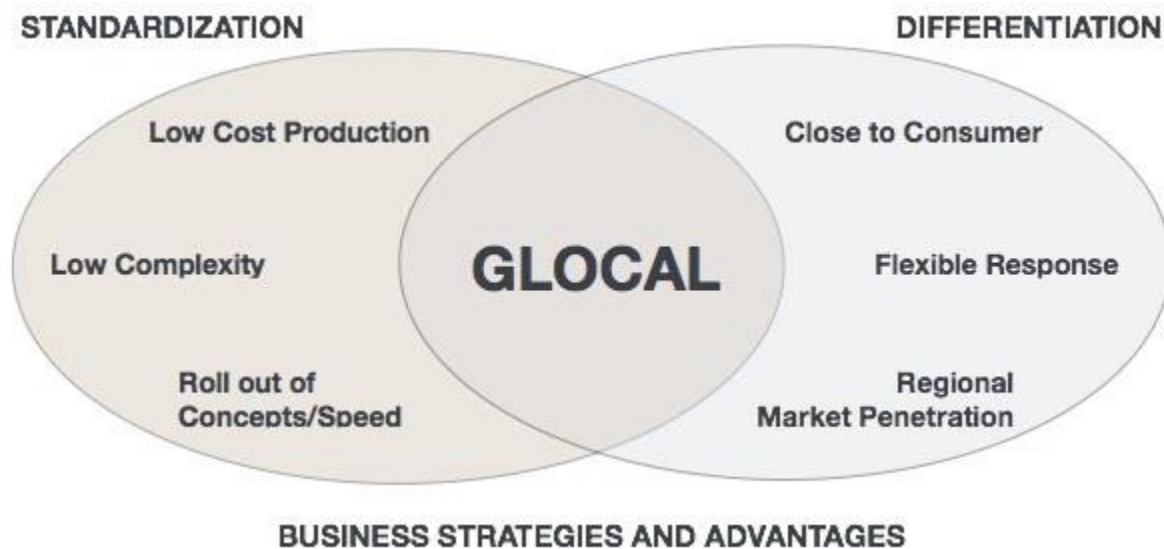 STANDARDIZATION
DIFFERENTIATION
Low Cost Production
Close to Consumer
Low Complexity
GLOCAL
Flexible Response
Roll out of
Concepts/Speed
Regional
Market Penetration
BUSINESS STRATEGIES AND ADVANTAGES